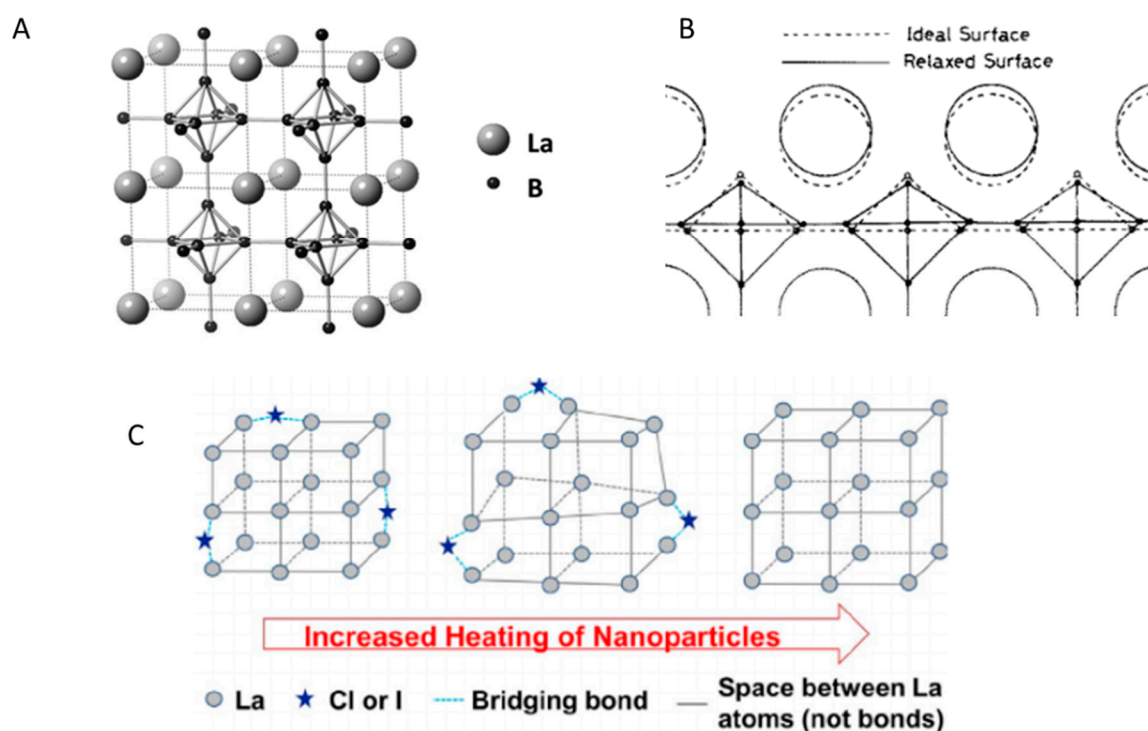 A
La
B
B
Ideal Surface
Relaxed Surface
C
Increased Heating of Nanoparticles
La
Cl or I
Bridging bond
Space between La
atoms (not bonds)